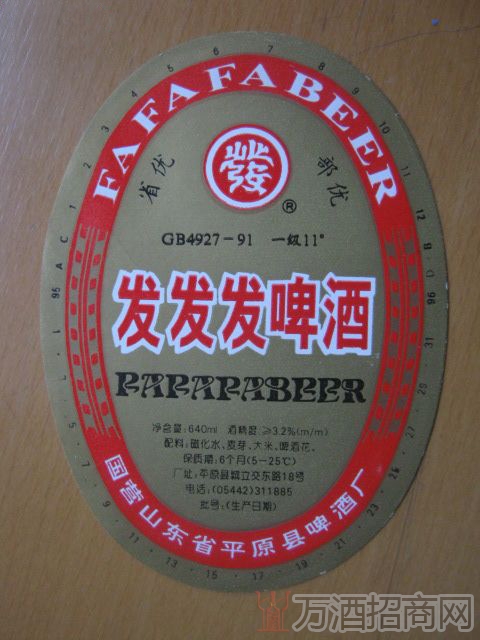 FAFAFABEER
省优
部优
發
®
GB4927-91 一级11°
发发发啤酒
FAFAFABEER
净含量:640ml 酒精度:≥3.2%(m/m)
配料:磁化水、麦芽、大米、啤酒花。
保质期:6个月(5-25℃)
厂址:平原县城立交东路18号
电话:(05442)311885
批号:(生产日期)
国营山东省平原县啤酒厂
万酒招商网